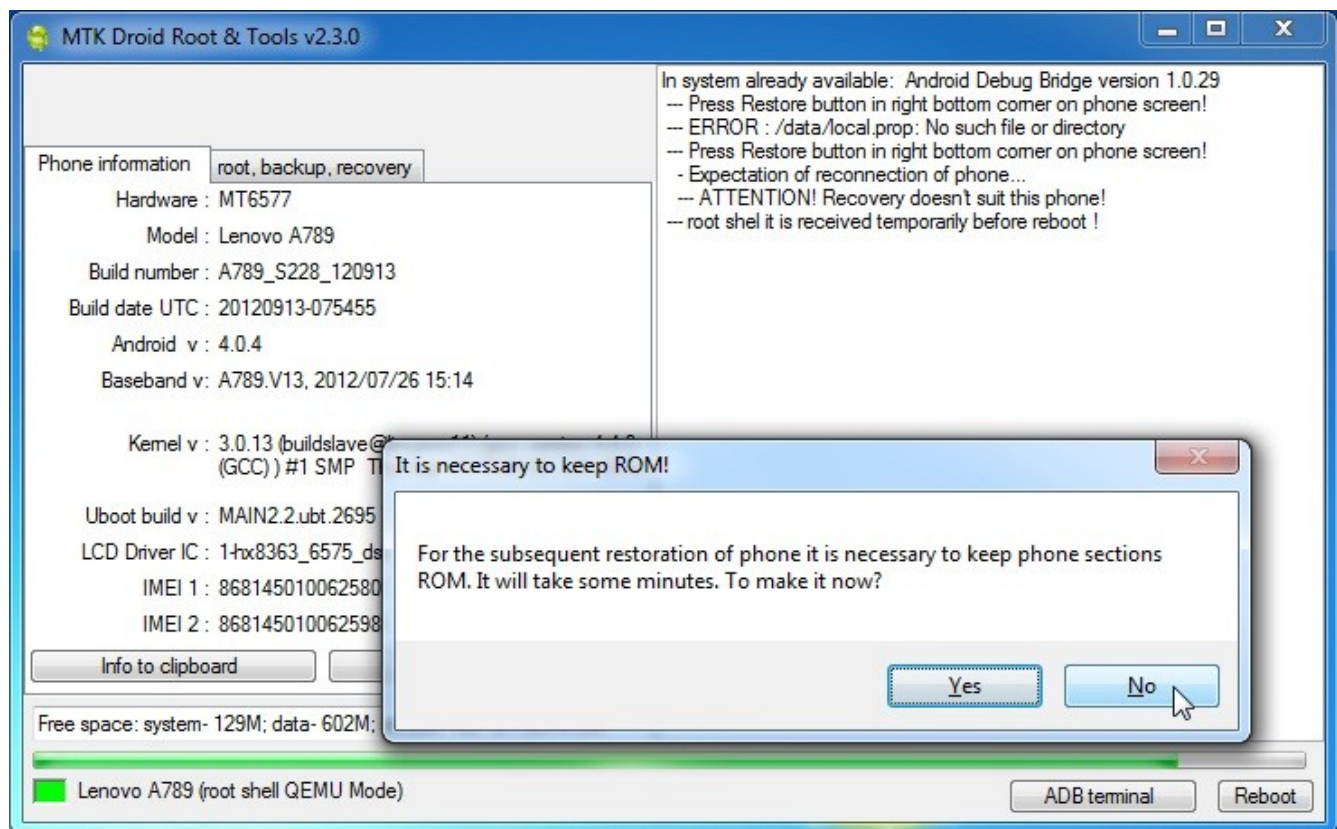 MTK Droid Root & Tools v2.3.0
In system already available: Android Debug Bridge version 1.0.29
--- Press Restore button in right bottom corner on phone screen!
--- ERROR : /data/local.prop: No such file or directory
--- Press Restore button in right bottom corner on phone screen!
- Expectation of reconnection of phone...
--- ATTENTION! Recovery doesn't suit this phone!
--- root shel it is received temporarily before reboot !
Phone information
root, backup, recovery
Hardware : MT6577
Model : Lenovo A789
Build number : A789_S228_120913
Build date UTC : 20120913-075455
Android v : 4.0.4
Baseband v: A789.V13, 2012/07/26 15:14
Kernel v : 3.0.13 (buildslave@
(GCC) ) #1 SMP
Uboot build v : MAIN2.2.ubt.2695
LCD Driver IC : 1-hx8363_6575_ds
IMEI 1 : 868145010062580
IMEI 2 : 868145010062598
Info to clipboard
It is necessary to keep ROM!
For the subsequent restoration of phone it is necessary to keep phone sections
ROM. It will take some minutes. To make it now?
Yes
No
Free space: system- 129M; data- 602M;
Lenovo A789 (root shell QEMU Mode)
ADB terminal
Reboot